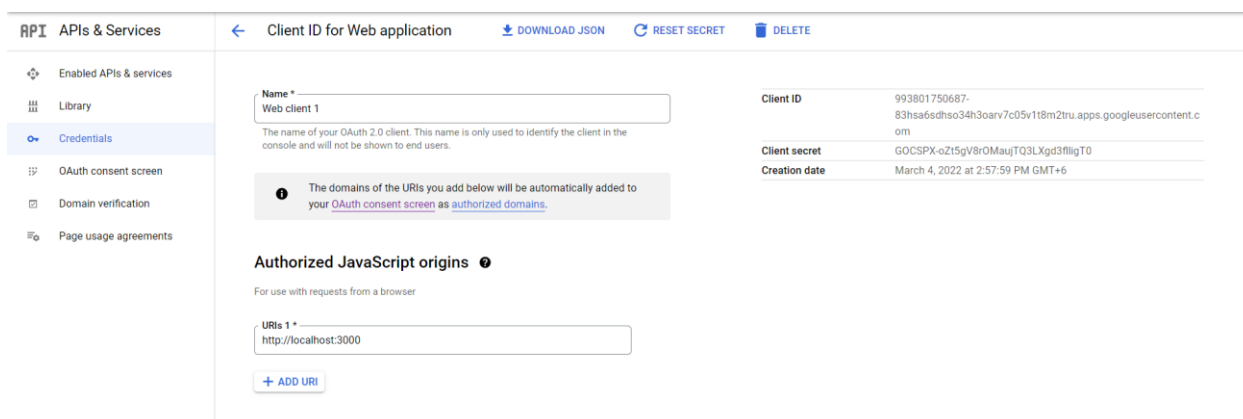 API APIs & Services
Client ID for Web application
DOWNLOAD JSON
RESET SECRET
DELETE
Enabled APIs & services
Library
Credentials
OAuth consent screen
Domain verification
Page usage agreements
Name *
Web client 1
The name of your OAuth 2.0 client. This name is only used to identify the client in the
console and will not be shown to end users.
The domains of the URIs you add below will be automatically added to
your OAuth consent screen as authorized domains.
Authorized JavaScript origins
For use with requests from a browser
URIs 1 *
http://localhost:3000
+ ADD URI
Client ID 993801750687-
83hsa6sdhso34h3oarv7c05v1t8m2tru.apps.googleusercontent.c
om
Client secret
Creation date March 4, 2022 at 2:57:59 PM GMT+6